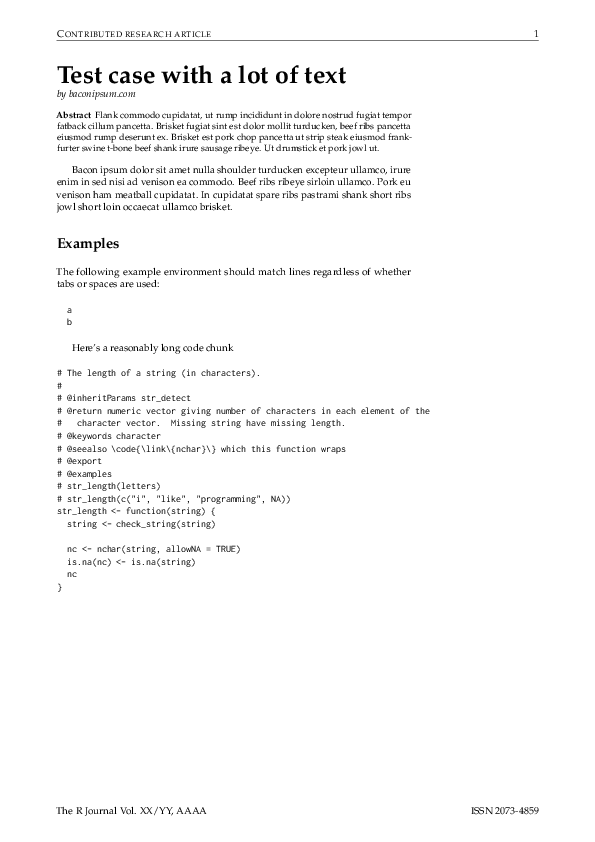 CONTRIBUTED RESEARCH ARTICLE 1
Test case with a lot of text
by baconipsum.com
Abstract Flank commodo cupidatat, ut rump incididunt in dolore nostrud fugiat tempor
fatback cillum pancetta. Brisket fugiat sint est dolor mollit turducken, beef ribs pancetta
eiusmod rump deserunt ex. Brisket est pork chop pancetta ut strip steak eiusmod frank-
furter swine t-bone beef shank irure sausage ribeye. Ut drumstick et pork jowl ut.
Bacon ipsum dolor sit amet nulla shoulder turducken excepteur ullamco, irure
enim in sed nisi ad venison ea commodo. Beef ribs ribeye sirloin ullamco. Pork eu
venison ham meatball cupidatat. In cupidatat spare ribs pastrami shank short ribs
jowl short loin occaecat ullamco brisket.
Examples
The following example environment should match lines regardless of whether
tabs or spaces are used:
a
b
Here's a reasonably long code chunk
# The length of a string (in characters).
#
# @inheritParams str_detect
# @return numeric vector giving number of characters in each element of the
#   character vector.  Missing string have missing length.
# @keywords character
# @seealso \code{\link\{nchar}\} which this function wraps
# @export
# @examples
# str_length(letters)
# str_length(c("i", "like", "programming", NA))
str_length <- function(string) {
  string <- check_string(string)
  nc <- nchar(string, allowNA = TRUE)
  is.na(nc) <- is.na(string)
  nc
}
The R Journal Vol. XX/YY, AAAA ISSN 2073-4859